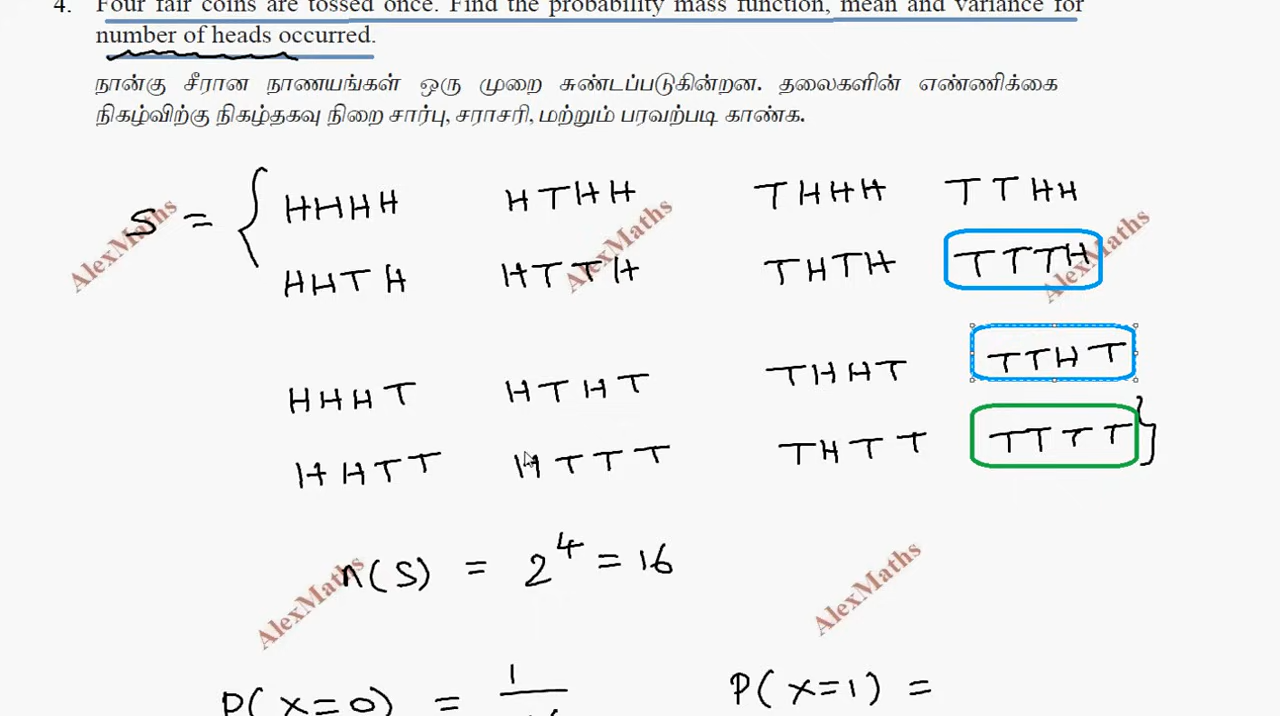 4. Four fair coins are tossed once. Find the probability mass function, mean and variance for
number of heads occurred.
நான்கு சீரான நாணயங்கள் ஒரு முறை சுண்டப்படுகின்றன. தலைகளின் எண்ணிக்கை
நிகழ்விற்கு நிகழ்தகவு நிறை சார்பு, சராசரி, மற்றும் பரவற்படி காண்க.
S = { HHHH HTHH THHH TTHH
HHTH HTTH THTH TTTH
HHHT HTHT THHT TTHT
HHTT HTTT THTT TTTT }
n(S) = 2^4 = 16
P(X=0) = 1/16 P(X=1) =
AlexMaths
AlexMaths
AlexMaths
AlexMaths
AlexMaths